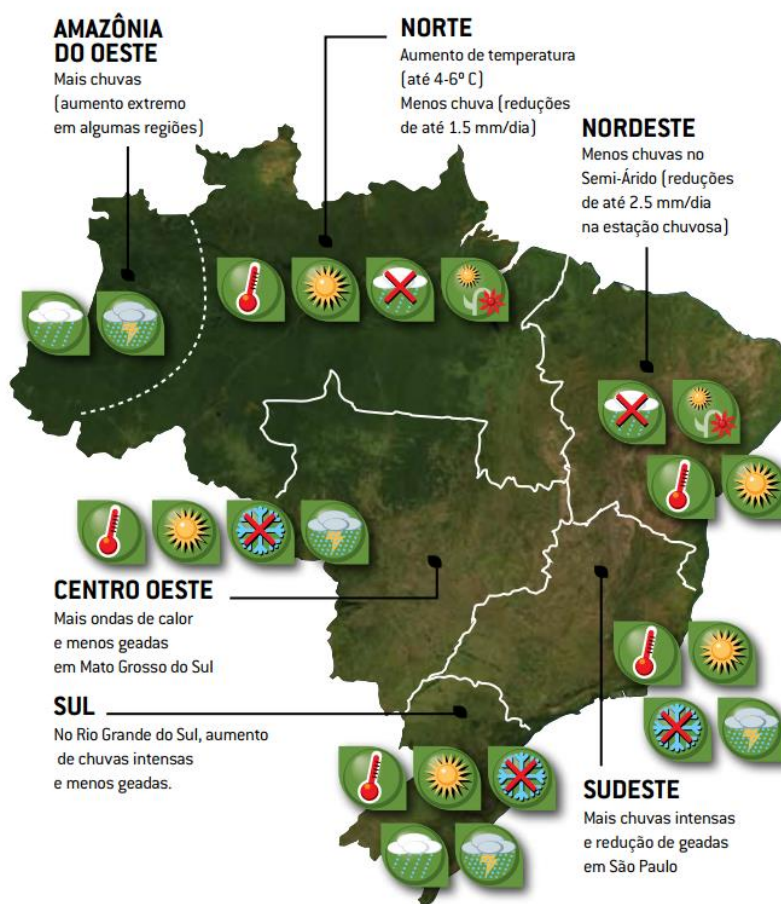 AMAZÔNIA
DO OESTE
Mais chuvas
(aumento extremo
em algumas regiões)
NORTE
Aumento de temperatura
(até 4-6º C)
Menos chuva (reduções
de até 1.5 mm/dia)
NORDESTE
Menos chuvas no
Semi-Árido (reduções
de até 2.5 mm/dia
na estação chuvosa)
CENTRO OESTE
Mais ondas de calor
e menos geadas
em Mato Grosso do Sul
SUL
No Rio Grande do Sul, aumento
de chuvas intensas
e menos geadas.
SUDESTE
Mais chuvas intensas
e redução de geadas
em São Paulo